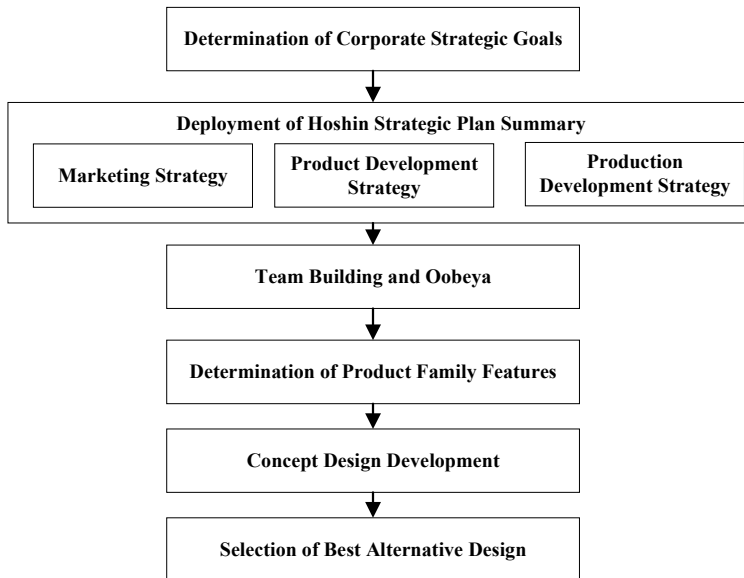 Determination of Corporate Strategic Goals
Deployment of Hoshin Strategic Plan Summary
Marketing Strategy
Product Development
Strategy
Production
Development Strategy
Team Building and Oobeya
Determination of Product Family Features
Concept Design Development
Selection of Best Alternative Design